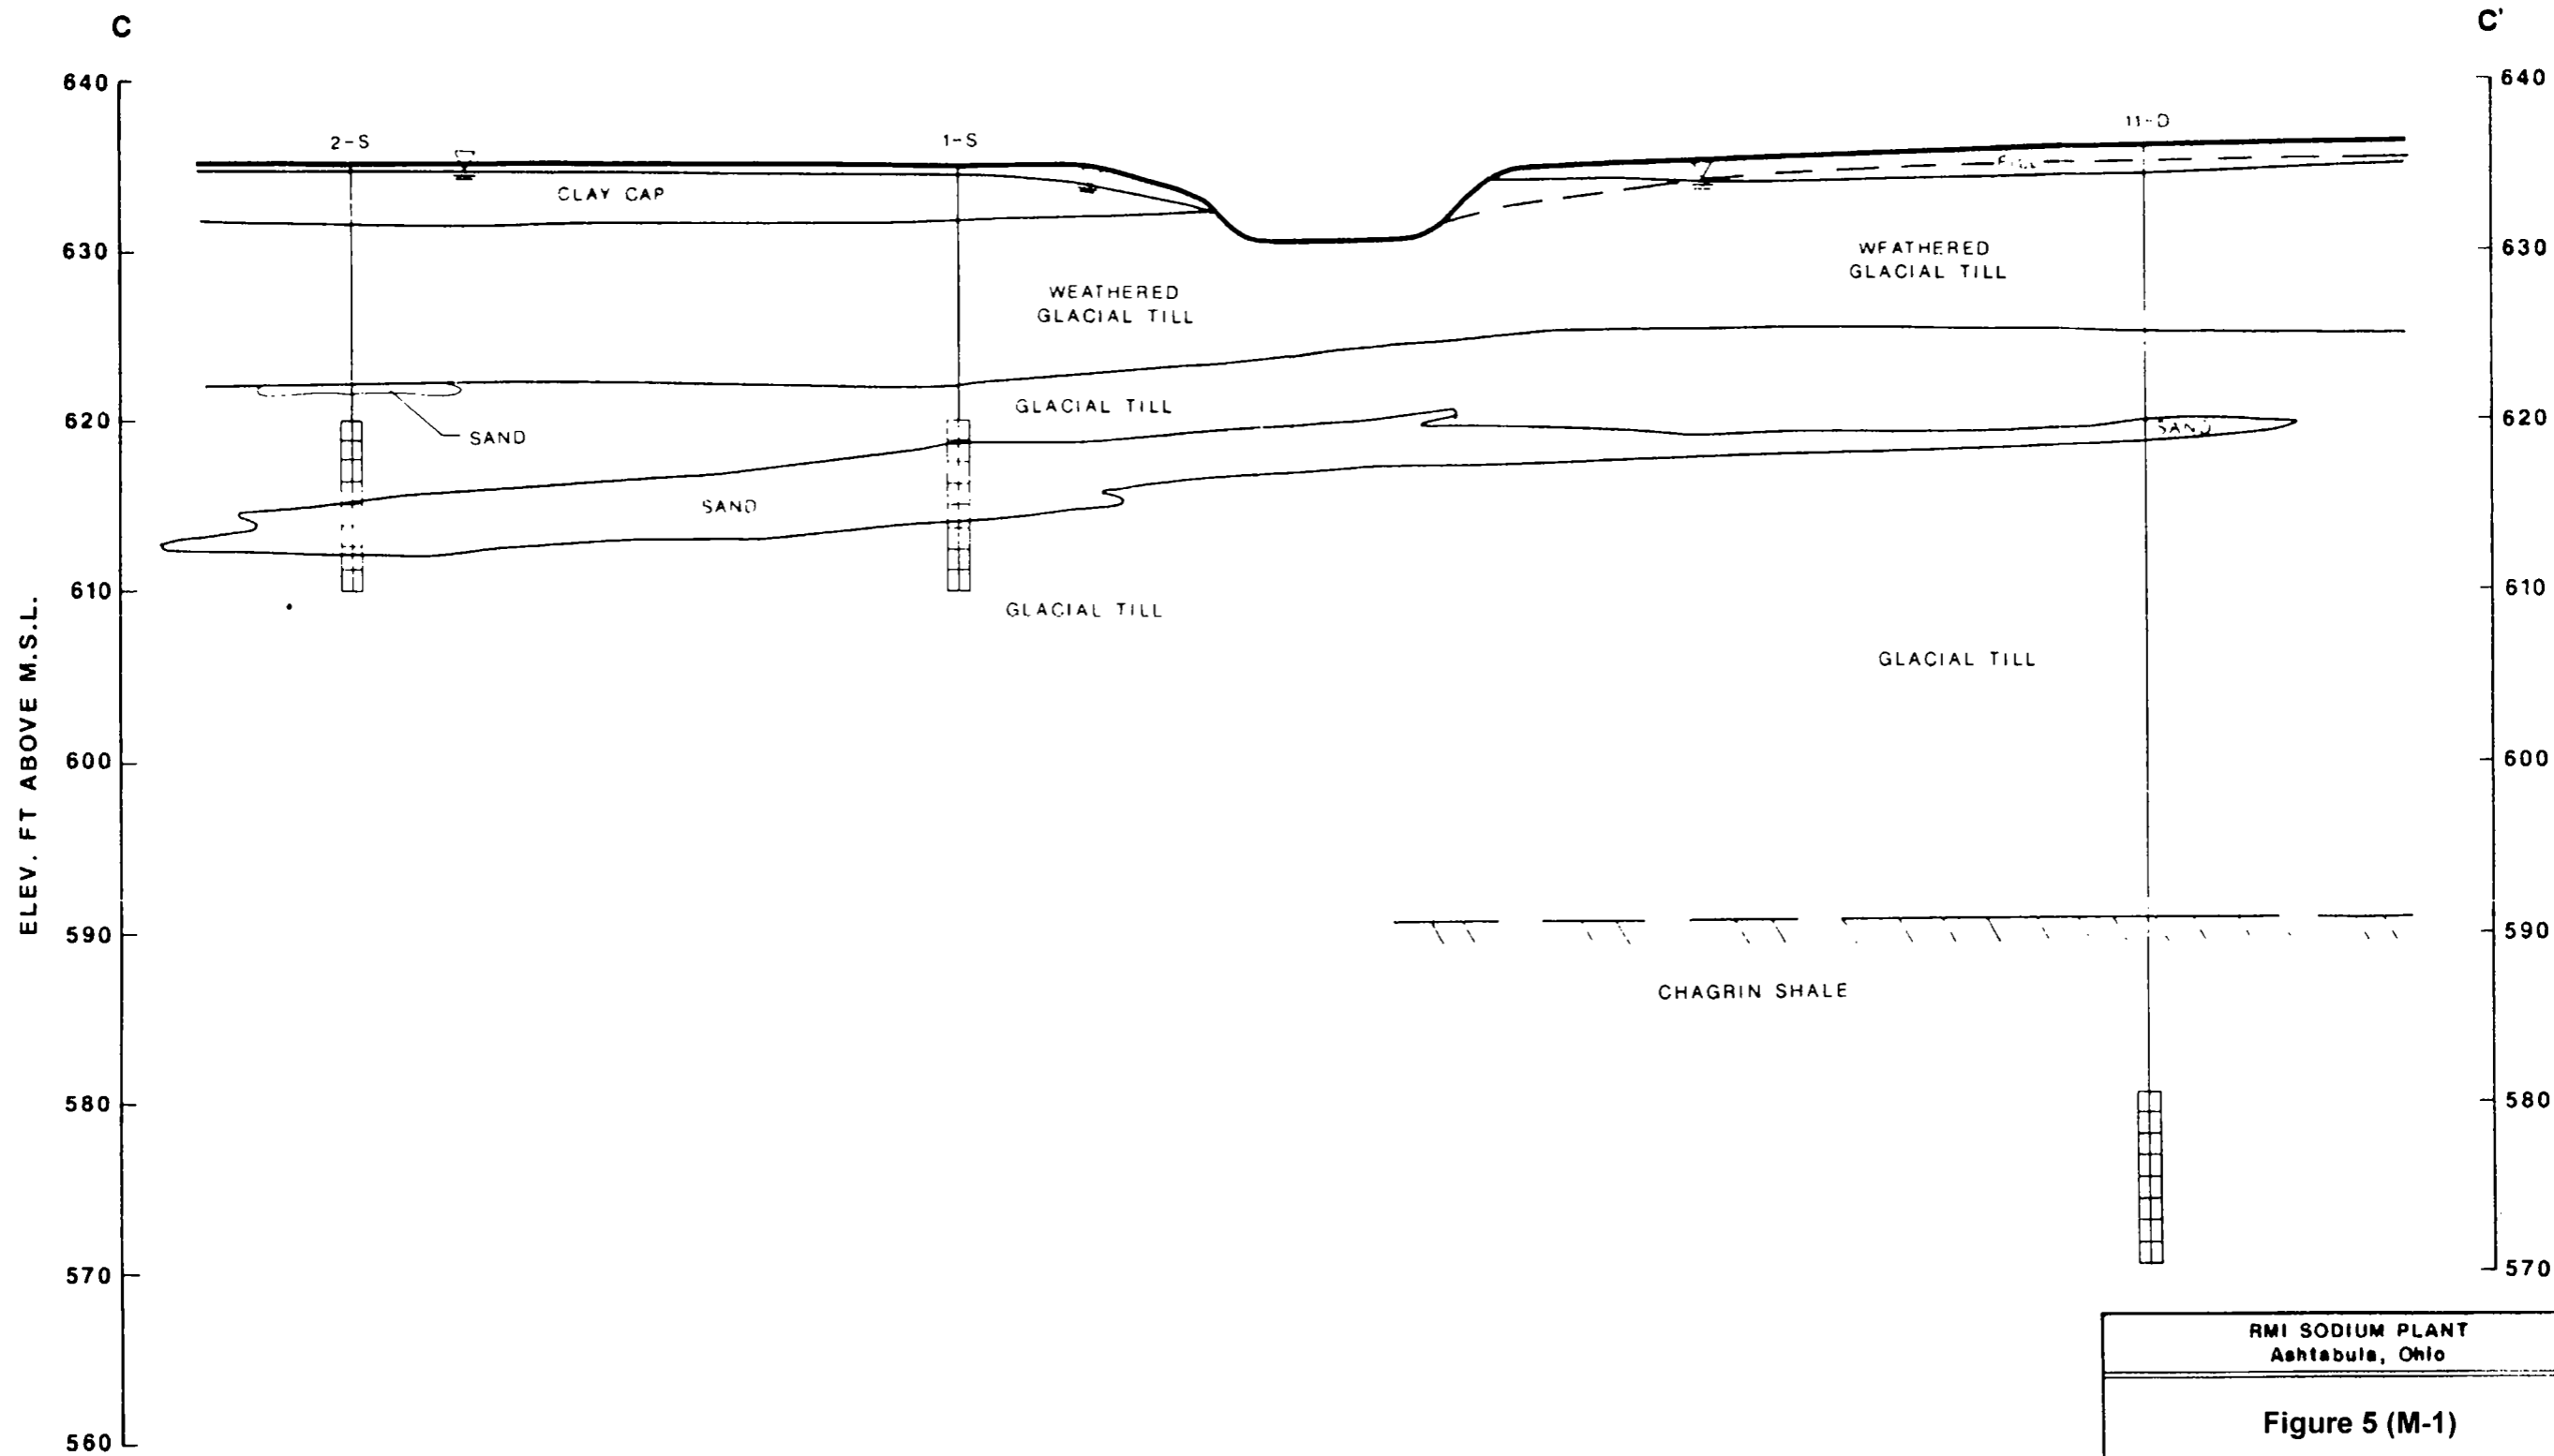 C
C'
640
640
2-S
1-S
11-D
FILL
CLAY CAP
630
630
WEATHERED
GLACIAL TILL
WEATHERED
GLACIAL TILL
GLACIAL TILL
620
620
SAND
SAND
SAND
610
610
GLACIAL TILL
GLACIAL TILL
ELEV. FT ABOVE M.S.L.
600
600
590
590
CHAGRIN SHALE
580
580
570
570
560
RMI SODIUM PLANT
Ashtabula, Ohio
Figure 5 (M-1)